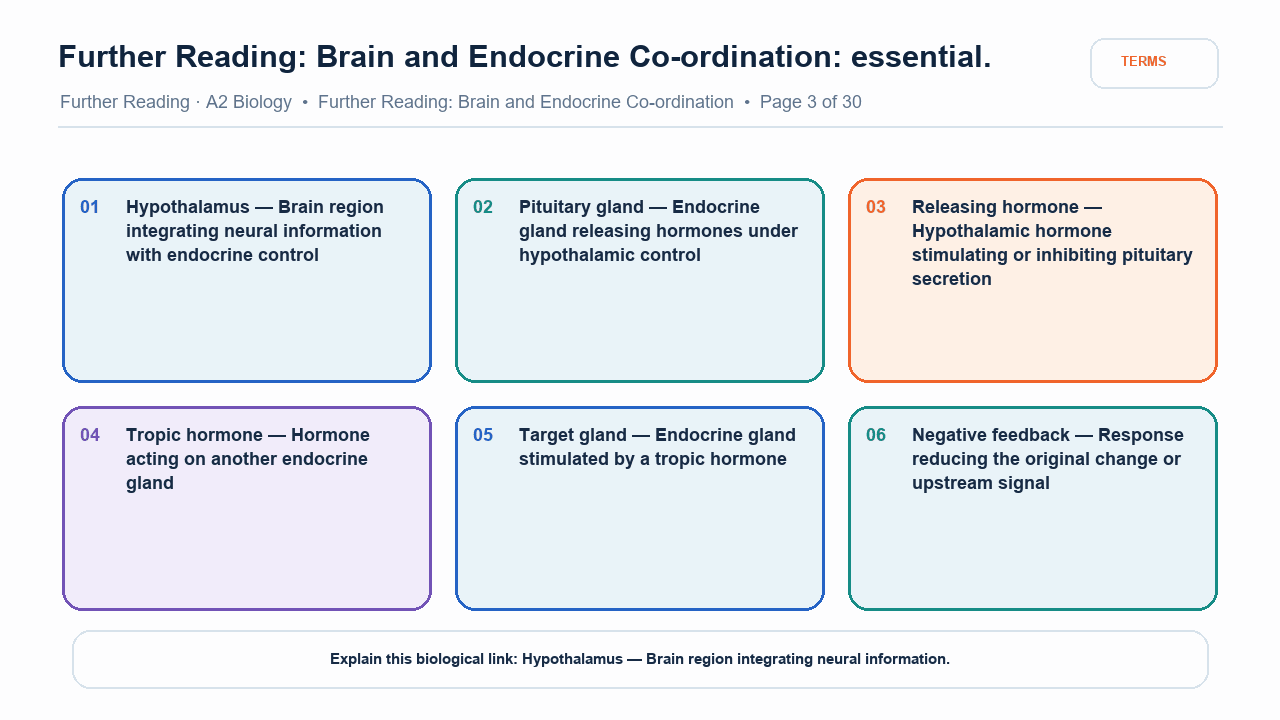 Further Reading: Brain and Endocrine Co-ordination: essential.
TERMS
Further Reading · A2 Biology • Further Reading: Brain and Endocrine Co-ordination • Page 3 of 30
01 Hypothalamus — Brain region
integrating neural information
with endocrine control
02 Pituitary gland — Endocrine
gland releasing hormones under
hypothalamic control
03 Releasing hormone —
Hypothalamic hormone
stimulating or inhibiting pituitary
secretion
04 Tropic hormone — Hormone
acting on another endocrine
gland
05 Target gland — Endocrine gland
stimulated by a tropic hormone
06 Negative feedback — Response
reducing the original change or
upstream signal
Explain this biological link: Hypothalamus — Brain region integrating neural information.